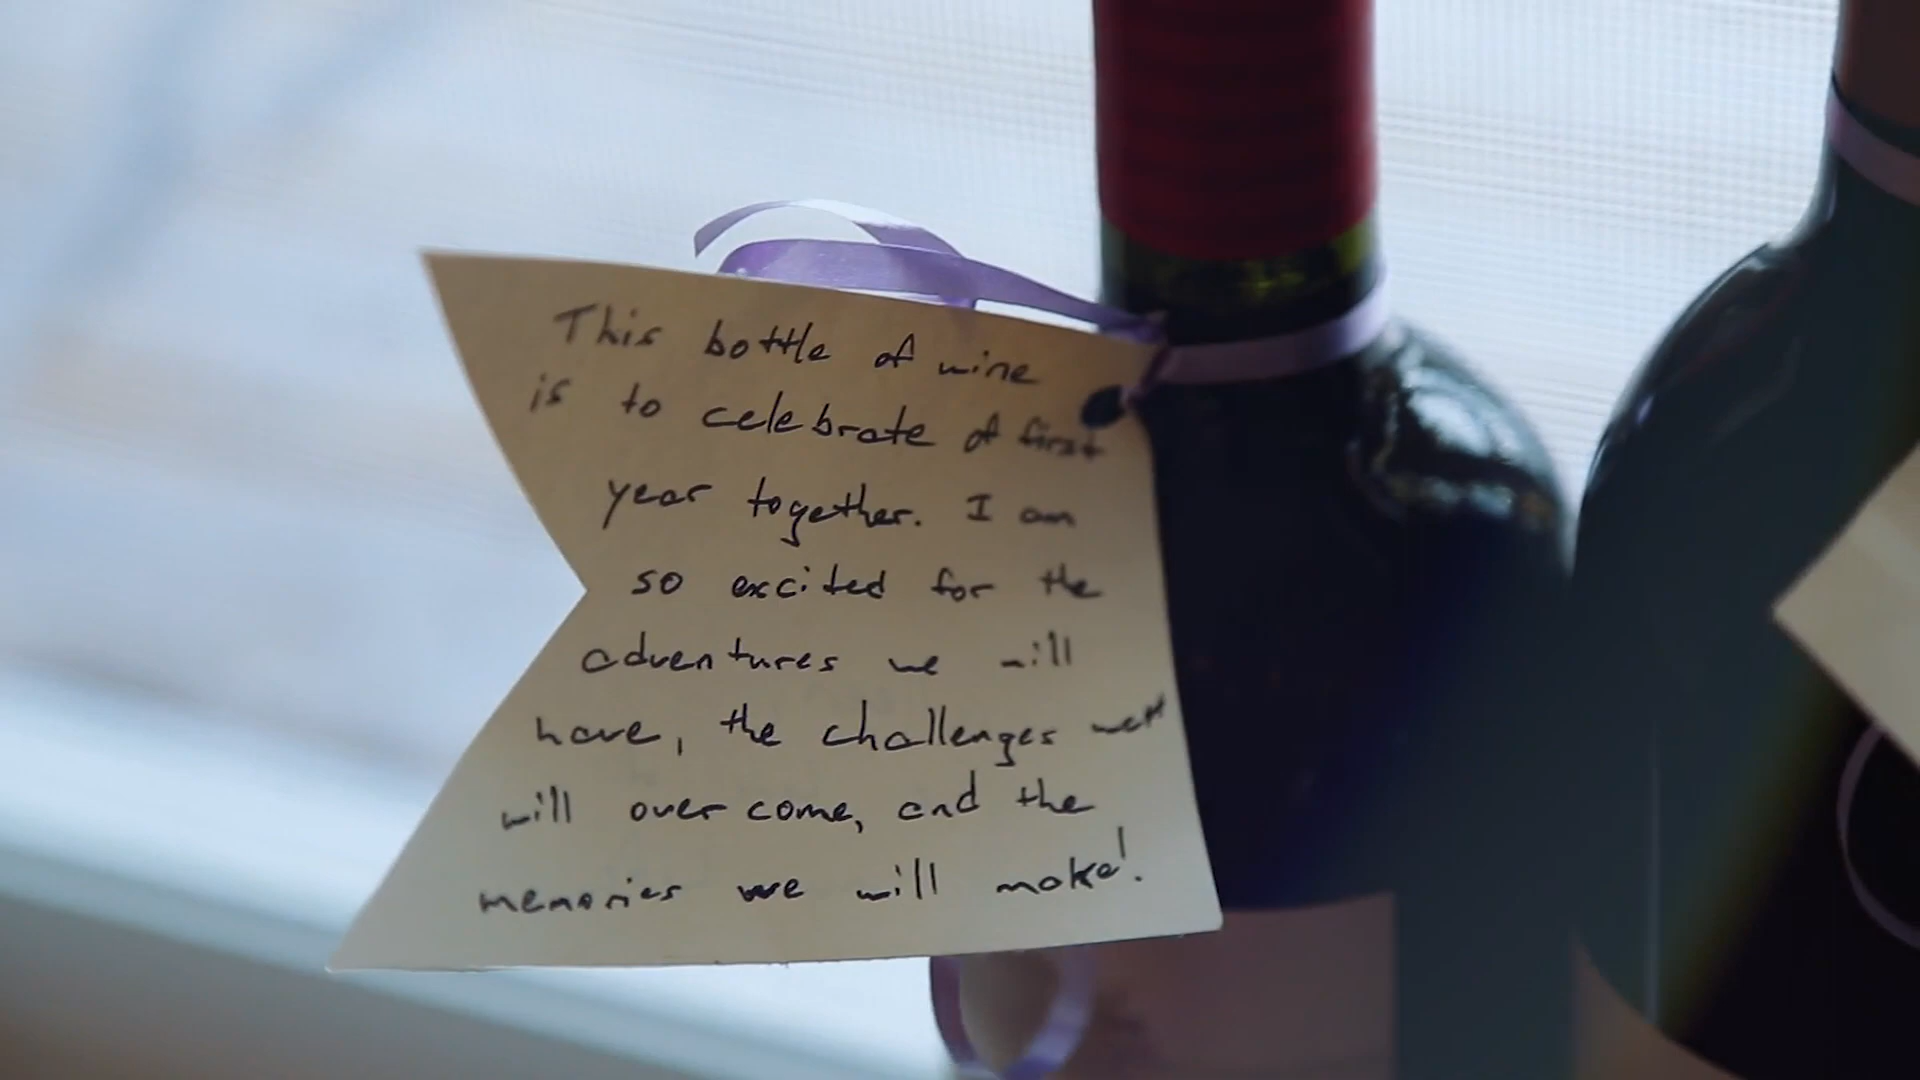 This bottle of wine
is to celebrate of first
year together. I am
so excited for the
adventures we will
have, the challenges
will over come, and the
memories we will make!